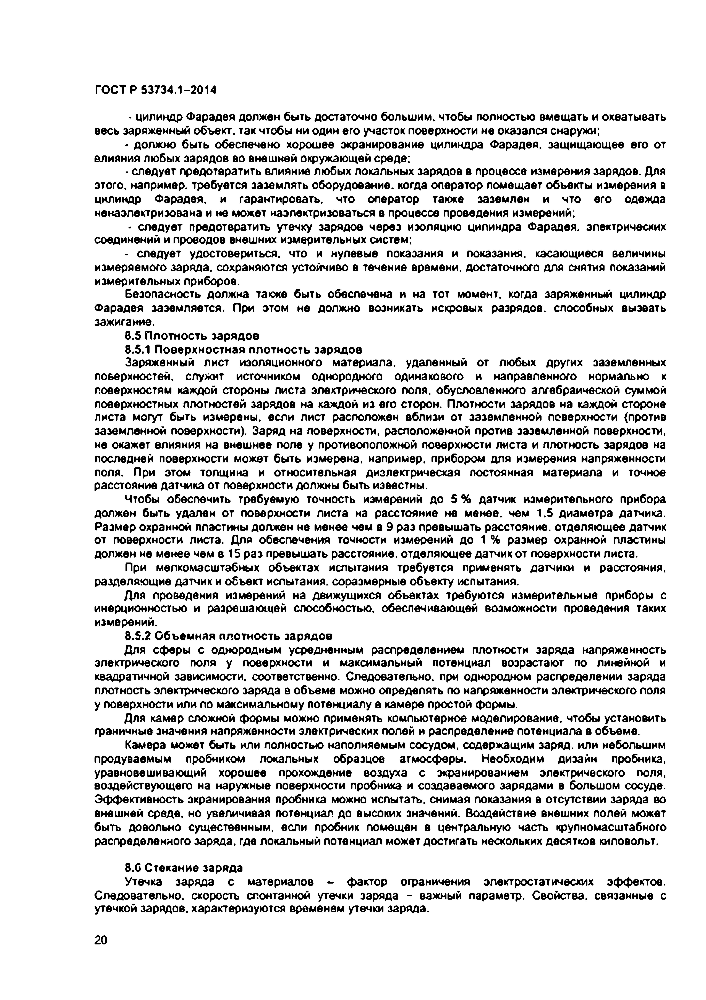 ГОСТ Р 53734.1–2014
- цилиндр Фарадея должен быть достаточно большим, чтобы полностью вмещать и охватывать
весь заряженный объект, так чтобы ни один его участок поверхности не оказался снаружи;
- должно быть обеспечено хорошее экранирование цилиндра Фарадея, защищающее его от
влияния любых зарядов во внешней окружающей среде;
- следует предотвратить влияние любых локальных зарядов в процессе измерения зарядов. Для
этого, например, требуется заземлять оборудование, когда оператор помещает объекты измерения в
цилиндр Фарадея, и гарантировать, что оператор также заземлен и что его одежда
ненаэлектризована и не может наэлектризоваться в процессе проведения измерений;
- следует предотвратить утечку зарядов через изоляцию цилиндра Фарадея, электрических
соединений и проводов внешних измерительных систем;
- следует удостовериться, что и нулевые показания и показания, касающиеся величины
измеряемого заряда, сохраняются устойчиво в течение времени, достаточного для снятия показаний
измерительных приборов.
Безопасность должна также быть обеспечена и на тот момент, когда заряженный цилиндр
Фарадея заземляется. При этом не должно возникать искровых разрядов, способных вызвать
зажигание.
8.5 Плотность зарядов
8.5.1 Поверхностная плотность зарядов
Заряженный лист изоляционного материала, удаленный от любых других заземленных
поверхностей, служит источником однородного одинакового и направленного нормально к
поверхностям каждой стороны листа электрического поля, обусловленного алгебраической суммой
поверхностных плотностей зарядов на каждой из его сторон. Плотности зарядов на каждой стороне
листа могут быть измерены, если лист расположен вблизи от заземленной поверхности (против
заземленной поверхности). Заряд на поверхности, расположенной против заземленной поверхности,
не окажет влияния на внешнее поле у противоположной поверхности листа и плотность зарядов на
последней поверхности может быть измерена, например, прибором для измерения напряженности
поля. При этом толщина и относительная диэлектрическая постоянная материала и точное
расстояние датчика от поверхности должны быть известны.
Чтобы обеспечить требуемую точность измерений до 5 % датчик измерительного прибора
должен быть удален от поверхности листа на расстояние не менее, чем 1,5 диаметра датчика.
Размер охранной пластины должен не менее чем в 9 раз превышать расстояние, отделяющее датчик
от поверхности листа. Для обеспечения точности измерений до 1 % размер охранной пластины
должен не менее чем в 15 раз превышать расстояние, отделяющее датчик от поверхности листа.
При мелкомасштабных объектах испытания требуется применять датчики и расстояния,
разделяющие датчик и объект испытания, соразмерные объекту испытания.
Для проведения измерений на движущихся объектах требуются измерительные приборы с
инерционностью и разрешающей способностью, обеспечивающей возможности проведения таких
измерений.
8.5.2 Объемная плотность зарядов
Для сферы с однородным усредненным распределением плотности заряда напряженность
электрического поля у поверхности и максимальный потенциал возрастают по линейной и
квадратичной зависимости, соответственно. Следовательно, при однородном распределении заряда
плотность электрического заряда в объеме можно определять по напряженности электрического поля
у поверхности или по максимальному потенциалу в камере простой формы.
Для камер сложной формы можно применять компьютерное моделирование, чтобы установить
граничные значения напряженности электрических полей и распределение потенциала в объеме.
Камера может быть или полностью наполняемым сосудом, содержащим заряд, или небольшим
продуваемым пробником локальных образцов атмосферы. Необходим дизайн пробника,
уравновешивающий хорошее прохождение воздуха с экранированием электрического поля,
воздействующего на наружные поверхности пробника и создаваемого зарядами в большом сосуде.
Эффективность экранирования пробника можно испытать, снимая показания в отсутствии заряда во
внешней среде, но увеличивая потенциал до высоких значений. Воздействие внешних полей может
быть довольно существенным, если пробник помещен в центральную часть крупномасштабного
распределенного заряда, где локальный потенциал может достигать нескольких десятков киловольт.
8.6 Стекание заряда
Утечка заряда с материалов – фактор ограничения электростатических эффектов.
Следовательно, скорость спонтанной утечки заряда - важный параметр. Свойства, связанные с
утечкой зарядов, характеризуются временем утечки заряда.
20